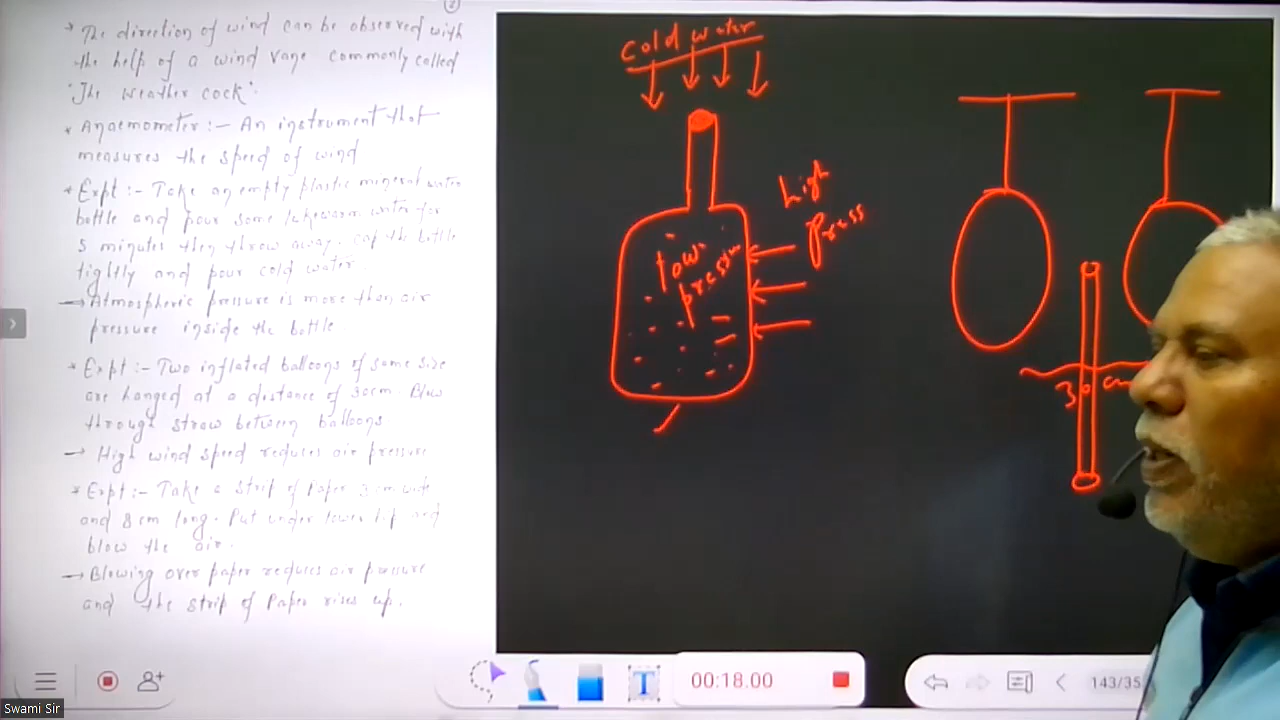 2
* The direction of wind can be observed with
the help of a wind vane commonly called
"The weather cock".
* Anaemometer :- An instrument that
measures the speed of wind
* Expt :- Take an empty plastic mineral water
bottle and pour some lukewarm water for
5 minutes then throw away. cap the bottle
tightly and pour cold water.
→ Atmospheric pressure is more than air
pressure inside the bottle.
* Expt :- Two inflated balloons of same size
are hanged at a distance of 30cm. Blow
through straw between balloons
→ High wind speed reduces air pressure
* Expt :- Take a strip of paper 3cm wide
and 8cm long. Put under lower lip and
blow the air.
→ Blowing over paper reduces air pressure
and the strip of Paper rises up.
cold water
High
Press
low
pressure
30 cm
T
00:18.00
143/35
Swami Sir